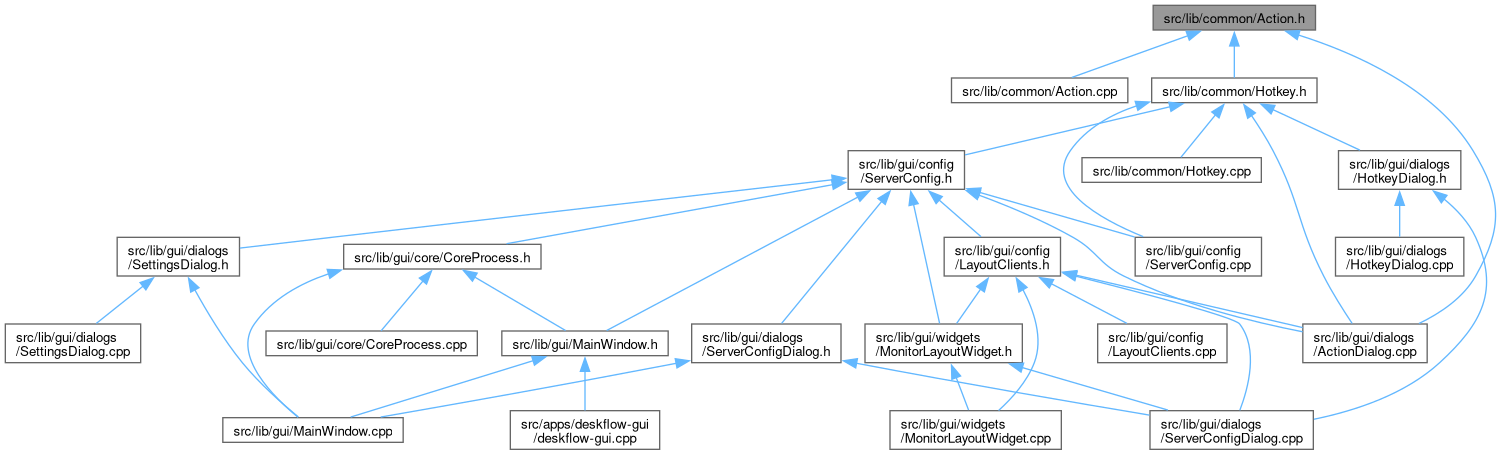 src/lib/common/Action.h
src/lib/common/Action.cpp
src/lib/common/Hotkey.h
src/lib/gui/config
/ServerConfig.h
src/lib/common/Hotkey.cpp
src/lib/gui/dialogs
/HotkeyDialog.h
src/lib/gui/dialogs
/SettingsDialog.h
src/lib/gui/core/CoreProcess.h
src/lib/gui/config
/LayoutClients.h
src/lib/gui/config
/ServerConfig.cpp
src/lib/gui/dialogs
/HotkeyDialog.cpp
src/lib/gui/dialogs
/SettingsDialog.cpp
src/lib/gui/core/CoreProcess.cpp
src/lib/gui/MainWindow.h
src/lib/gui/dialogs
/ServerConfigDialog.h
src/lib/gui/widgets
/MonitorLayoutWidget.h
src/lib/gui/config
/LayoutClients.cpp
src/lib/gui/dialogs
/ActionDialog.cpp
src/lib/gui/MainWindow.cpp
src/apps/deskflow-gui
/deskflow-gui.cpp
src/lib/gui/widgets
/MonitorLayoutWidget.cpp
src/lib/gui/dialogs
/ServerConfigDialog.cpp